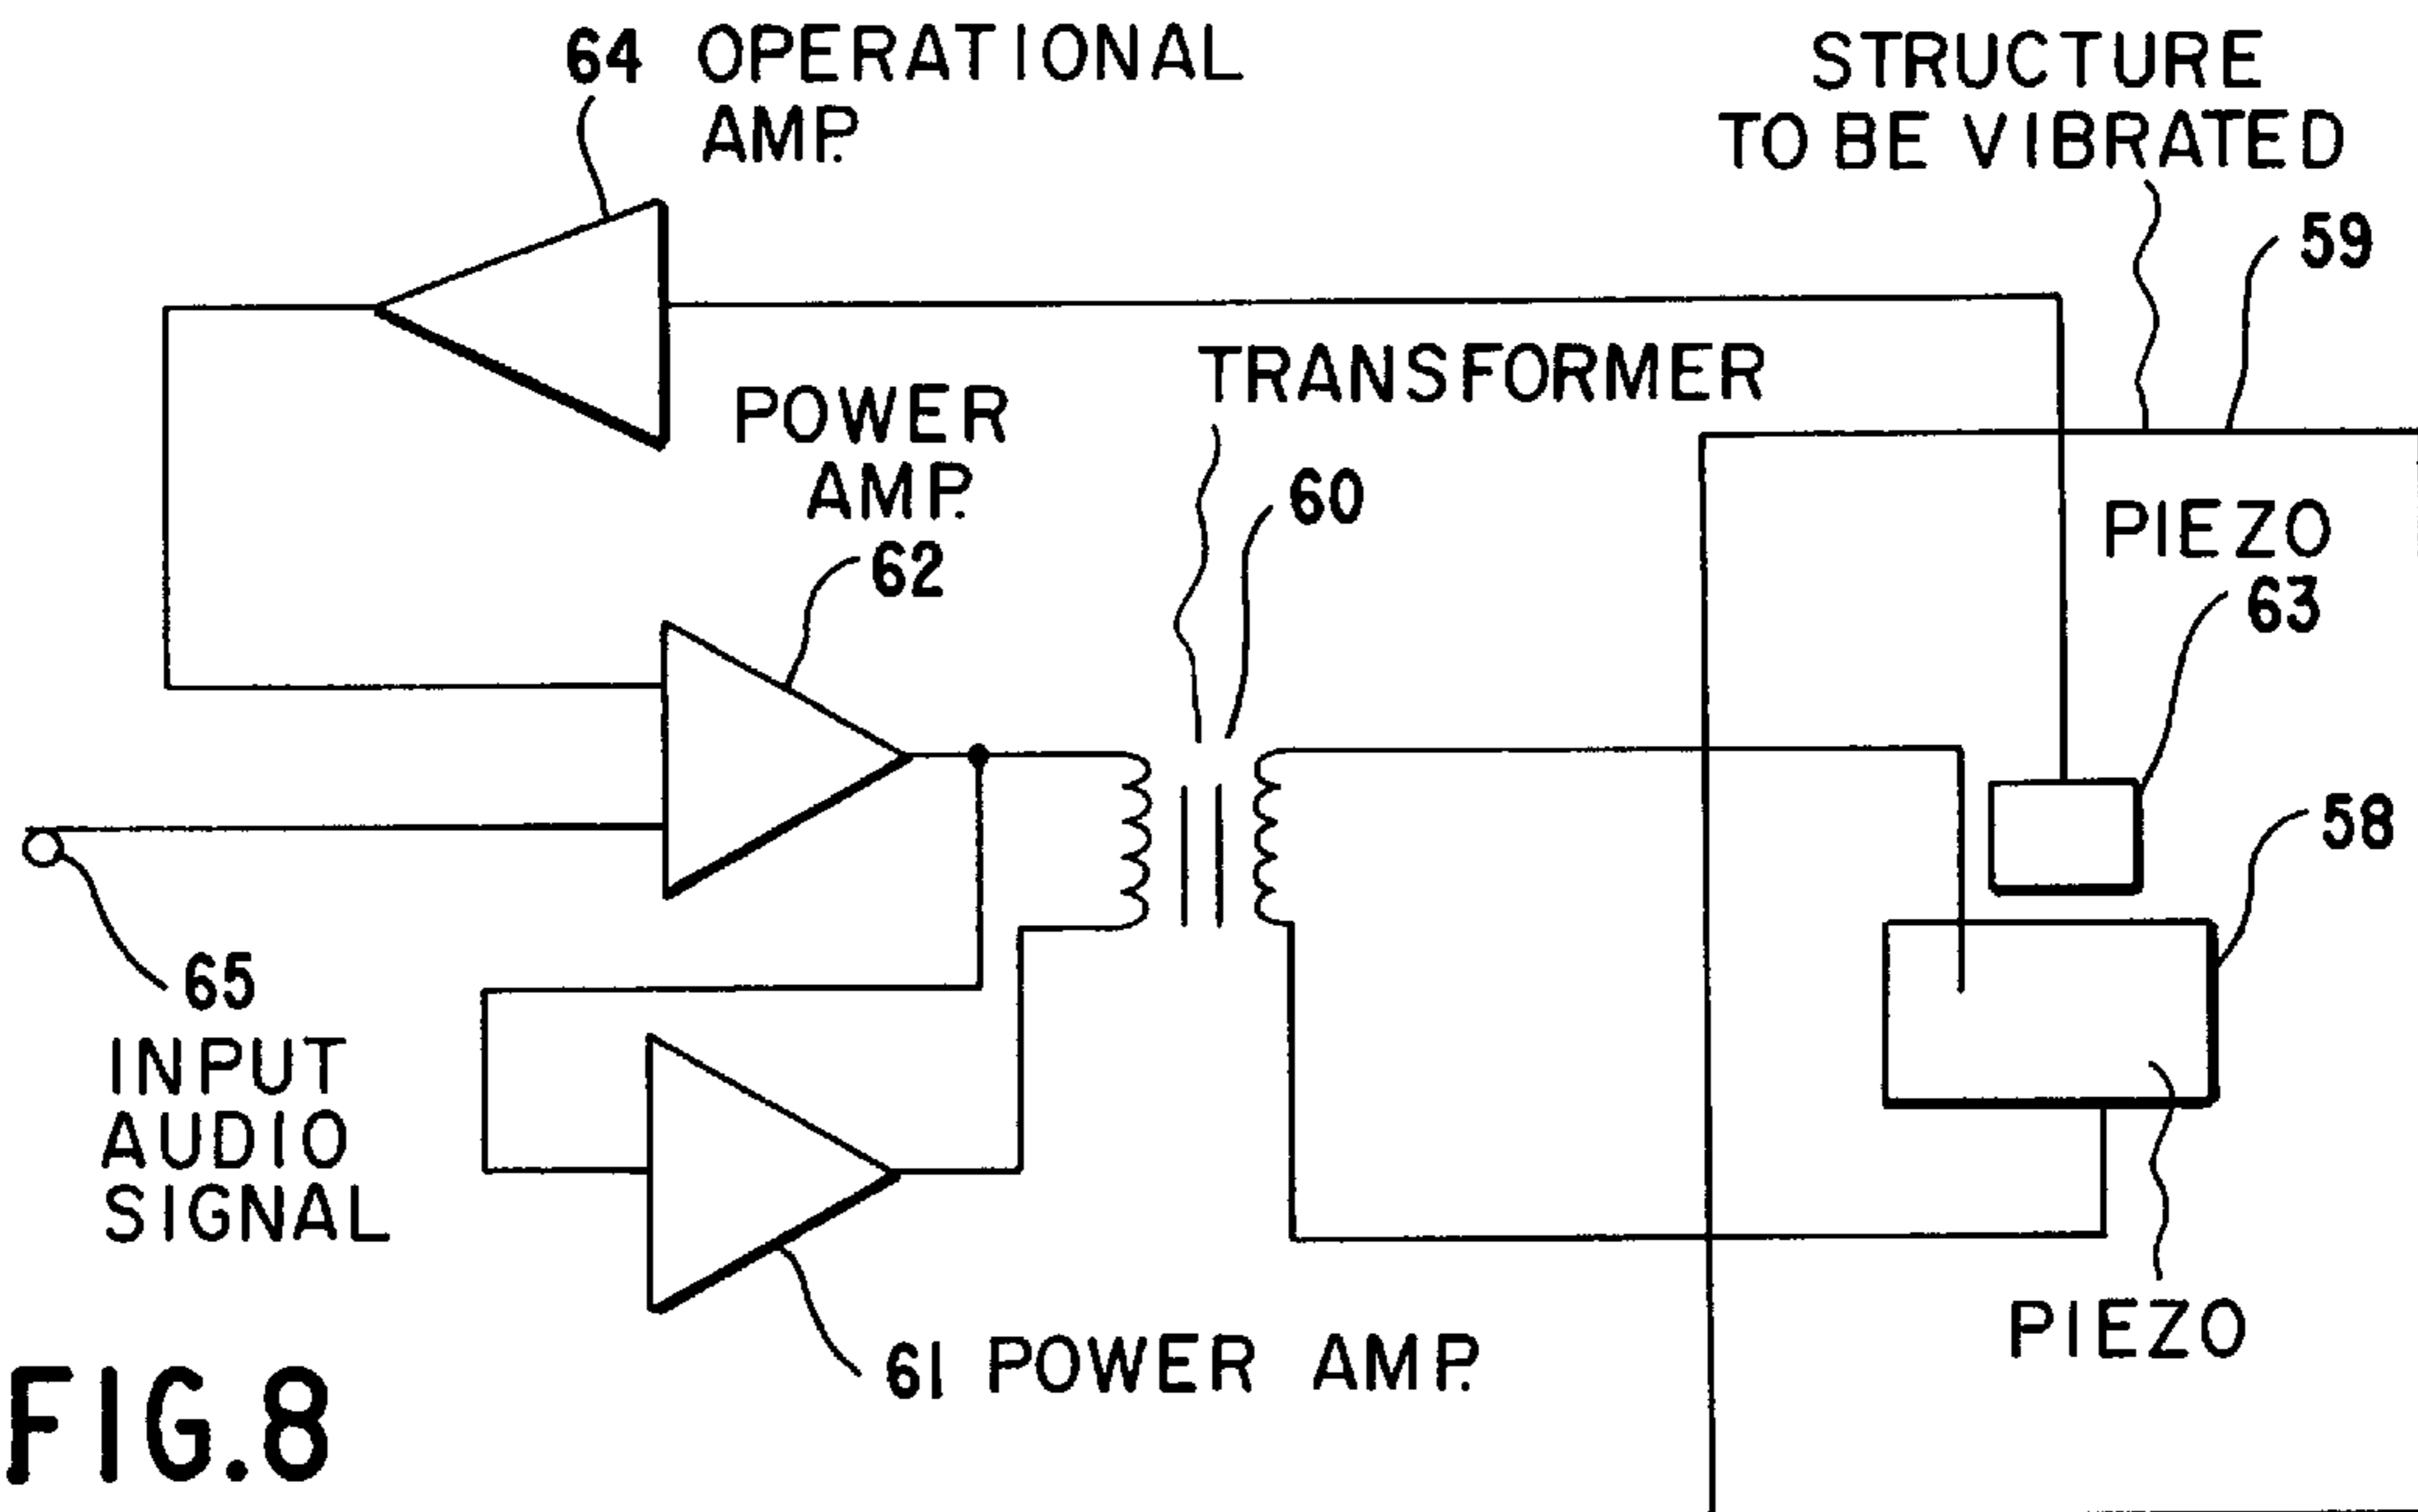 64 OPERATIONAL
AMP.
STRUCTURE
TO BE VIBRATED
59
TRANSFORMER
POWER
AMP.
62
60
PIEZO
63
58
65
INPUT
AUDIO
SIGNAL
61 POWER AMP.
PIEZO
FIG.8